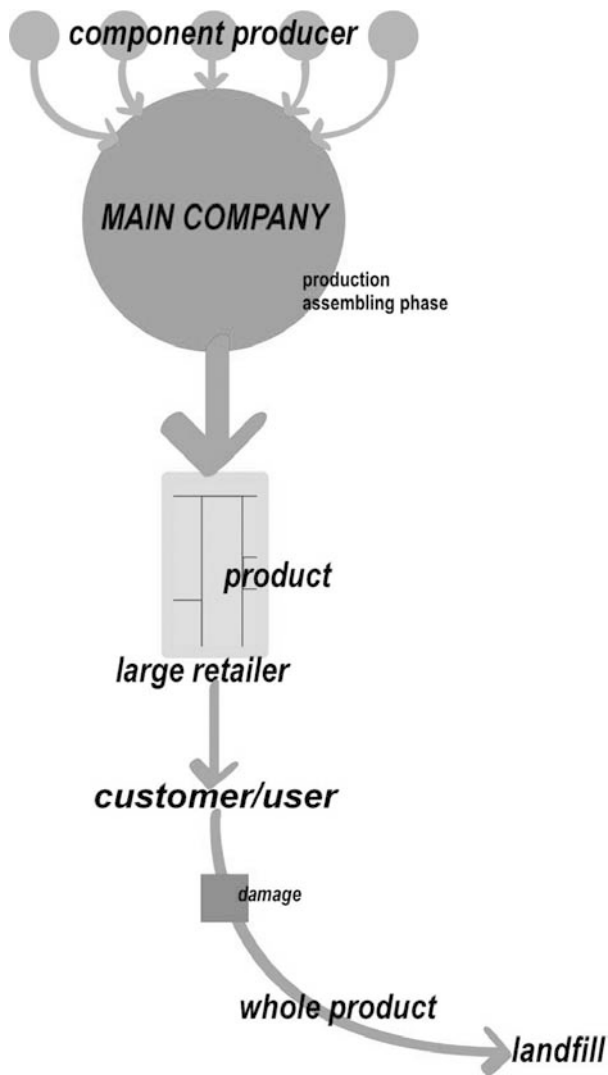 component producer
MAIN COMPANY
production
assembling phase
product
large retailer
customer/user
damage
whole product
landfill